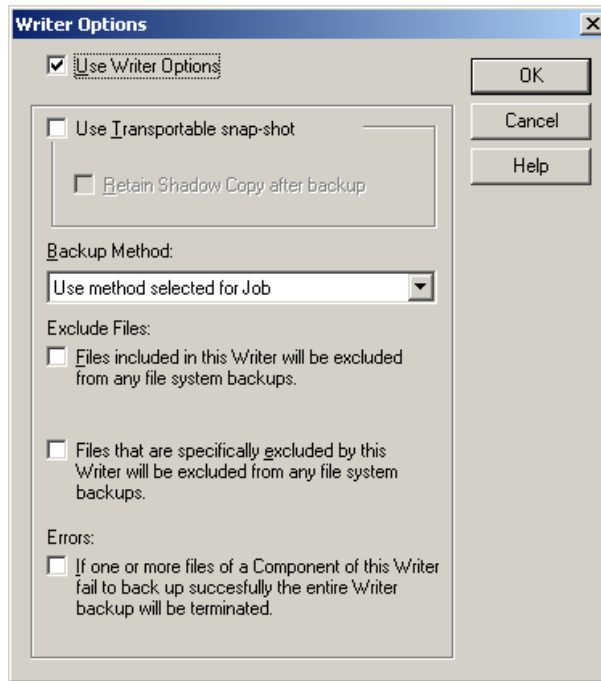 Writer Options
Use Writer Options
OK
Use Transportable snap-shot
Cancel
Retain Shadow Copy after backup
Help
Backup Method:
Use method selected for Job
Exclude Files:
Files included in this Writer will be excluded
from any file system backups.
Files that are specifically excluded by this
Writer will be excluded from any file system
backups.
Errors:
If one or more files of a Component of this Writer
fail to back up succesfully the entire Writer
backup will be terminated.